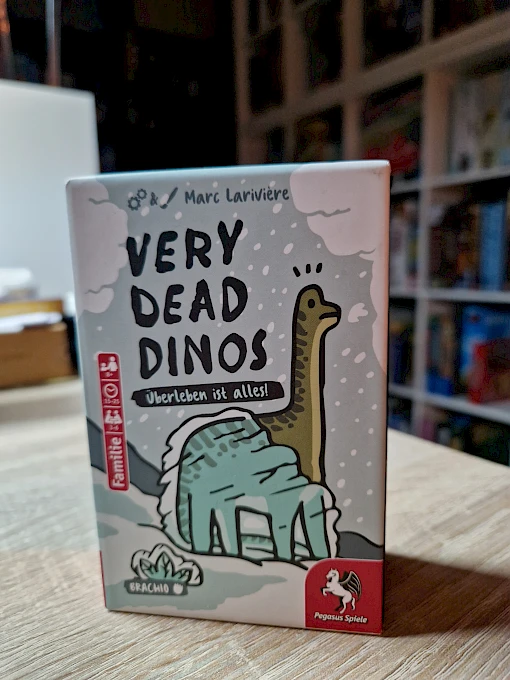 & Marc Larivière
VERY
DEAD
DINOS
Überleben ist alles!
Familie
BRACHIO
Pegasus Spiele